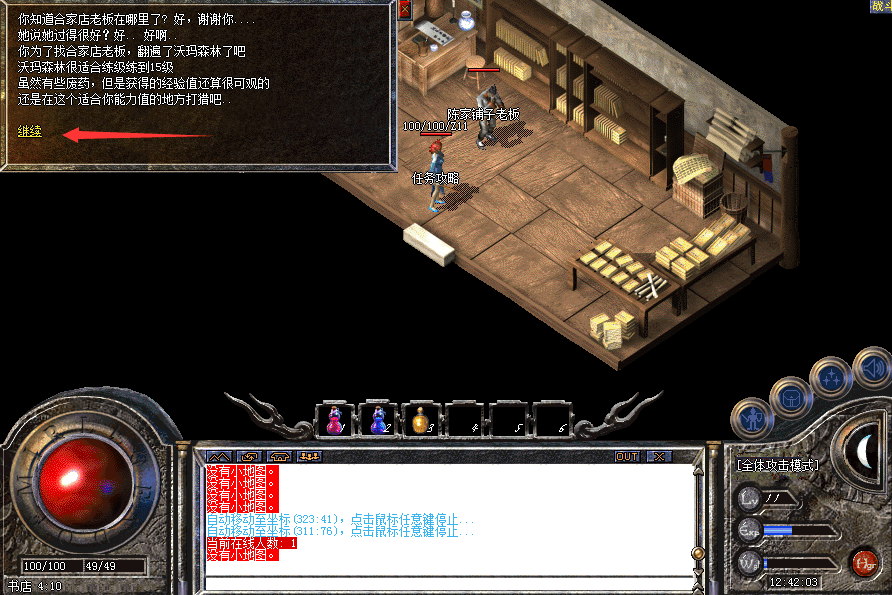 你知道合家店老板在哪里了? 好, 谢谢你....
她说她过得很好? 好.. 好啊..
你为了找合家店老板, 翻遍了沃玛森林了吧
沃玛森林很适合练级练到15级
虽然有些废药, 但是获得的经验值还算很可观的
还是在这个适合你能力值的地方打猎吧..
继续
陈家铺子老板
100/100/Z11
任务攻略
1
2
3
4
5
6
OUT
没有小地图。
没有小地图。
没有小地图。
没有小地图。
自动移动至坐标(323:41), 点击鼠标任意键停止...
自动移动至坐标(311:76), 点击鼠标任意键停止...
当前在线人数: 1
没有小地图。
[全体攻击模式]
Lv
11
Exp
100/100
49/49
书店 4:10
12:42:03